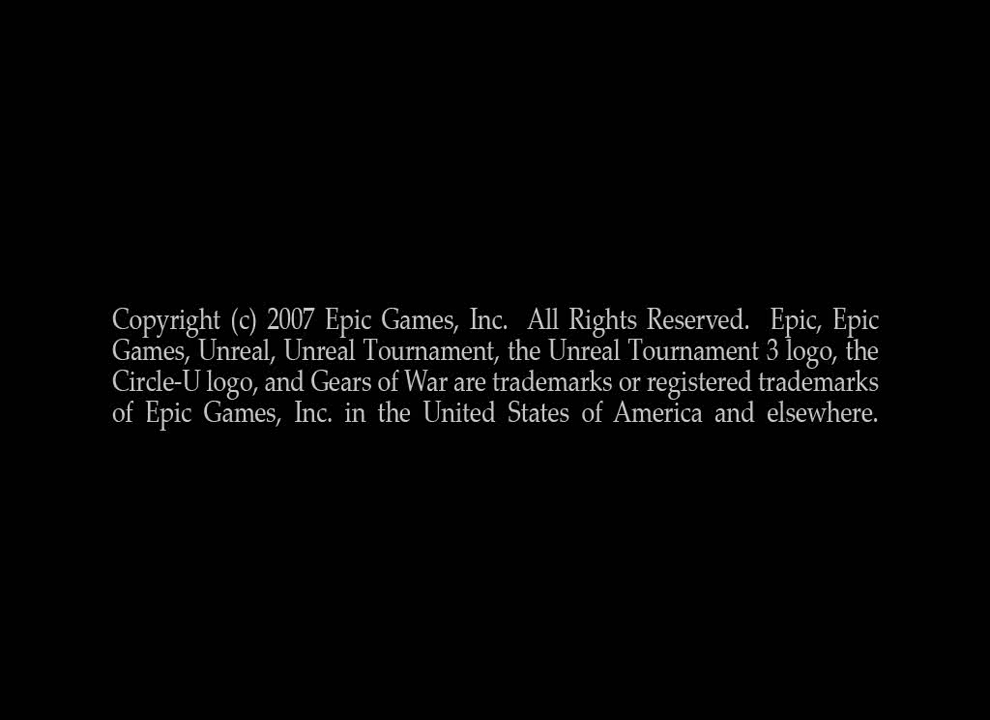 Copyright (c) 2007 Epic Games, Inc.  All Rights Reserved.  Epic, Epic
Games, Unreal, Unreal Tournament, the Unreal Tournament 3 logo, the
Circle-U logo, and Gears of War are trademarks or registered trademarks
of Epic Games, Inc. in the United States of America and elsewhere.